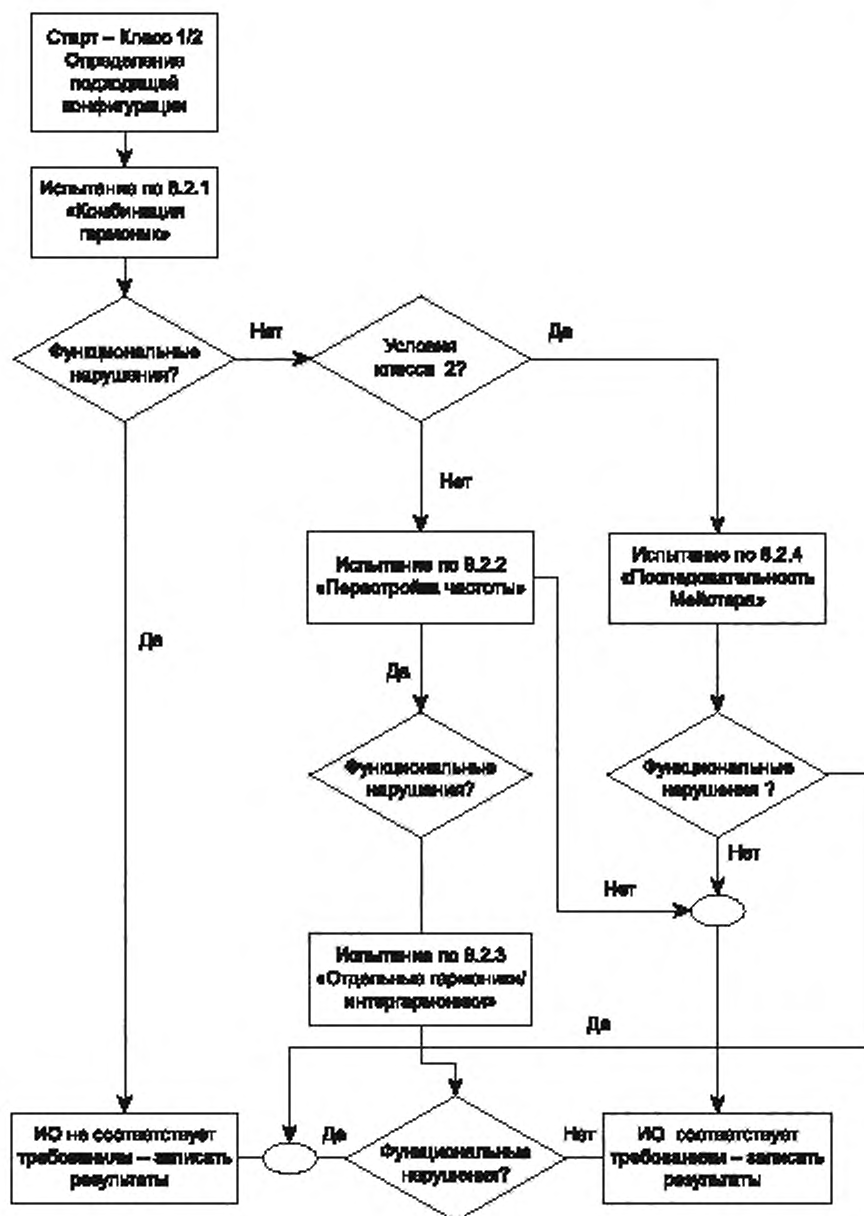 Старт – Класс 1/2
Определение
подходящей
конфигурации
Испытание по 8.2.1
«Комбинация
гармоник»
Функциональные
нарушения?
Нет
Условия
класса 2?
Да
Нет
Испытание по 8.2.2
«Перестройка частоты»
Испытание по 8.2.4
«Последовательность
Мейстера»
Да
Да
Функциональные
нарушения?
Функциональные
нарушения ?
Нет
Нет
Испытание по 8.2.3
«Отдельные гармоники/
интергармоники»
Да
ИО не соответствует
требованиям – записать
результаты
Да
Функциональные
нарушения?
Нет
ИО соответствует
требованиям – записать
результаты